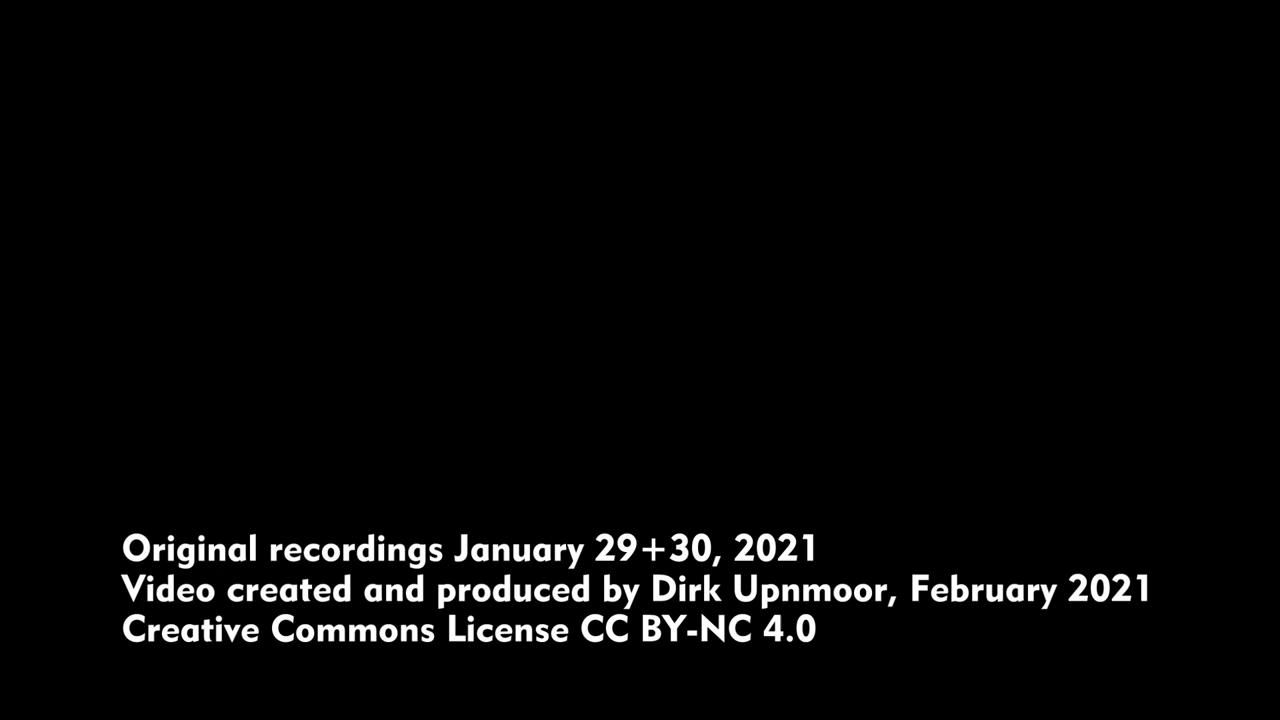 Original recordings January 29+30, 2021
Video created and produced by Dirk Upnmoor, February 2021
Creative Commons License CC BY-NC 4.0